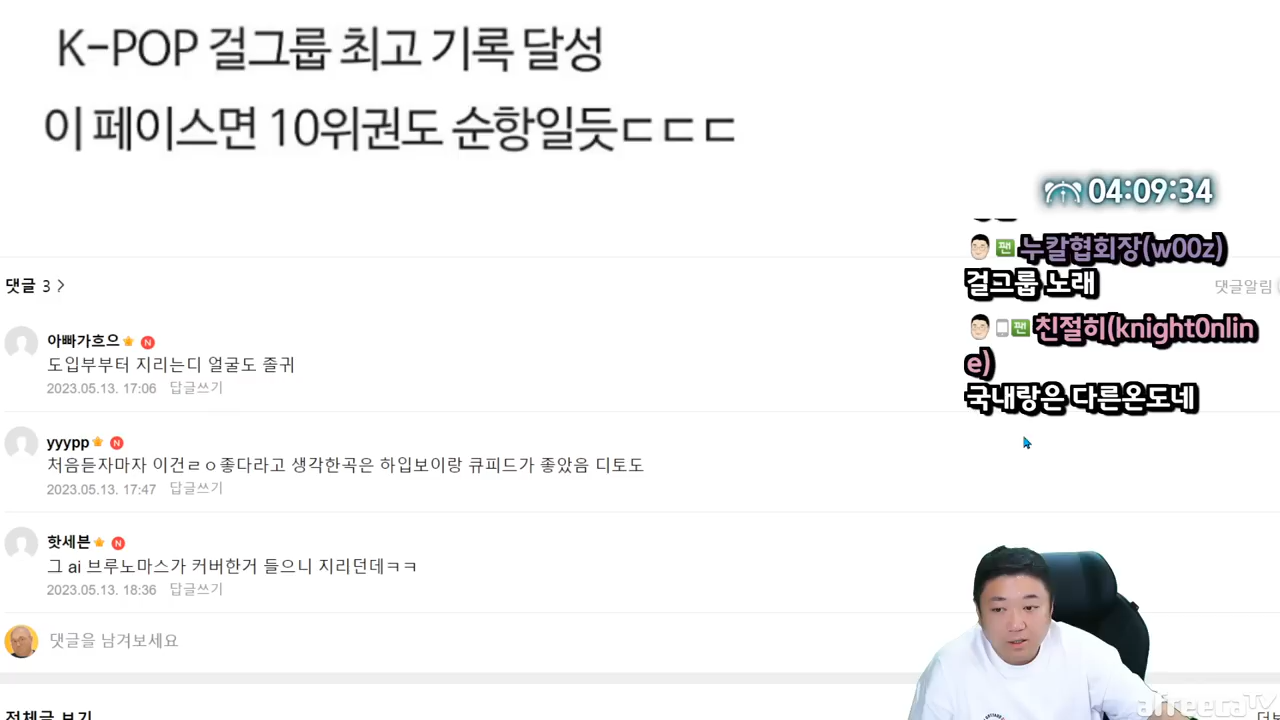 K-POP 걸그룹 최고 기록 달성
이 페이스면 10위권도 순항일듯ㄷㄷㄷ
04:09:34
팬 누칼협회장(w00z)
걸그룹 노래
팬 친절히(knight0nlin
e)
국내랑은 다른온도네
댓글 3 >
댓글알림
아빠가흐으 N
도입부부터 지리는디 얼굴도 졸귀
2023.05.13. 17:06 답글쓰기
yyypp N
처음듣자마자 이건ㄹㅇ좋다라고 생각한곡은 하입보이랑 큐피드가 좋았음 디토도
2023.05.13. 17:47 답글쓰기
핫세븐 N
그 ai 브루노마스가 커버한거 들으니 지리던데ㅋㅋ
2023.05.13. 18:36 답글쓰기
댓글을 남겨보세요
전체글 보기
afreecaTV